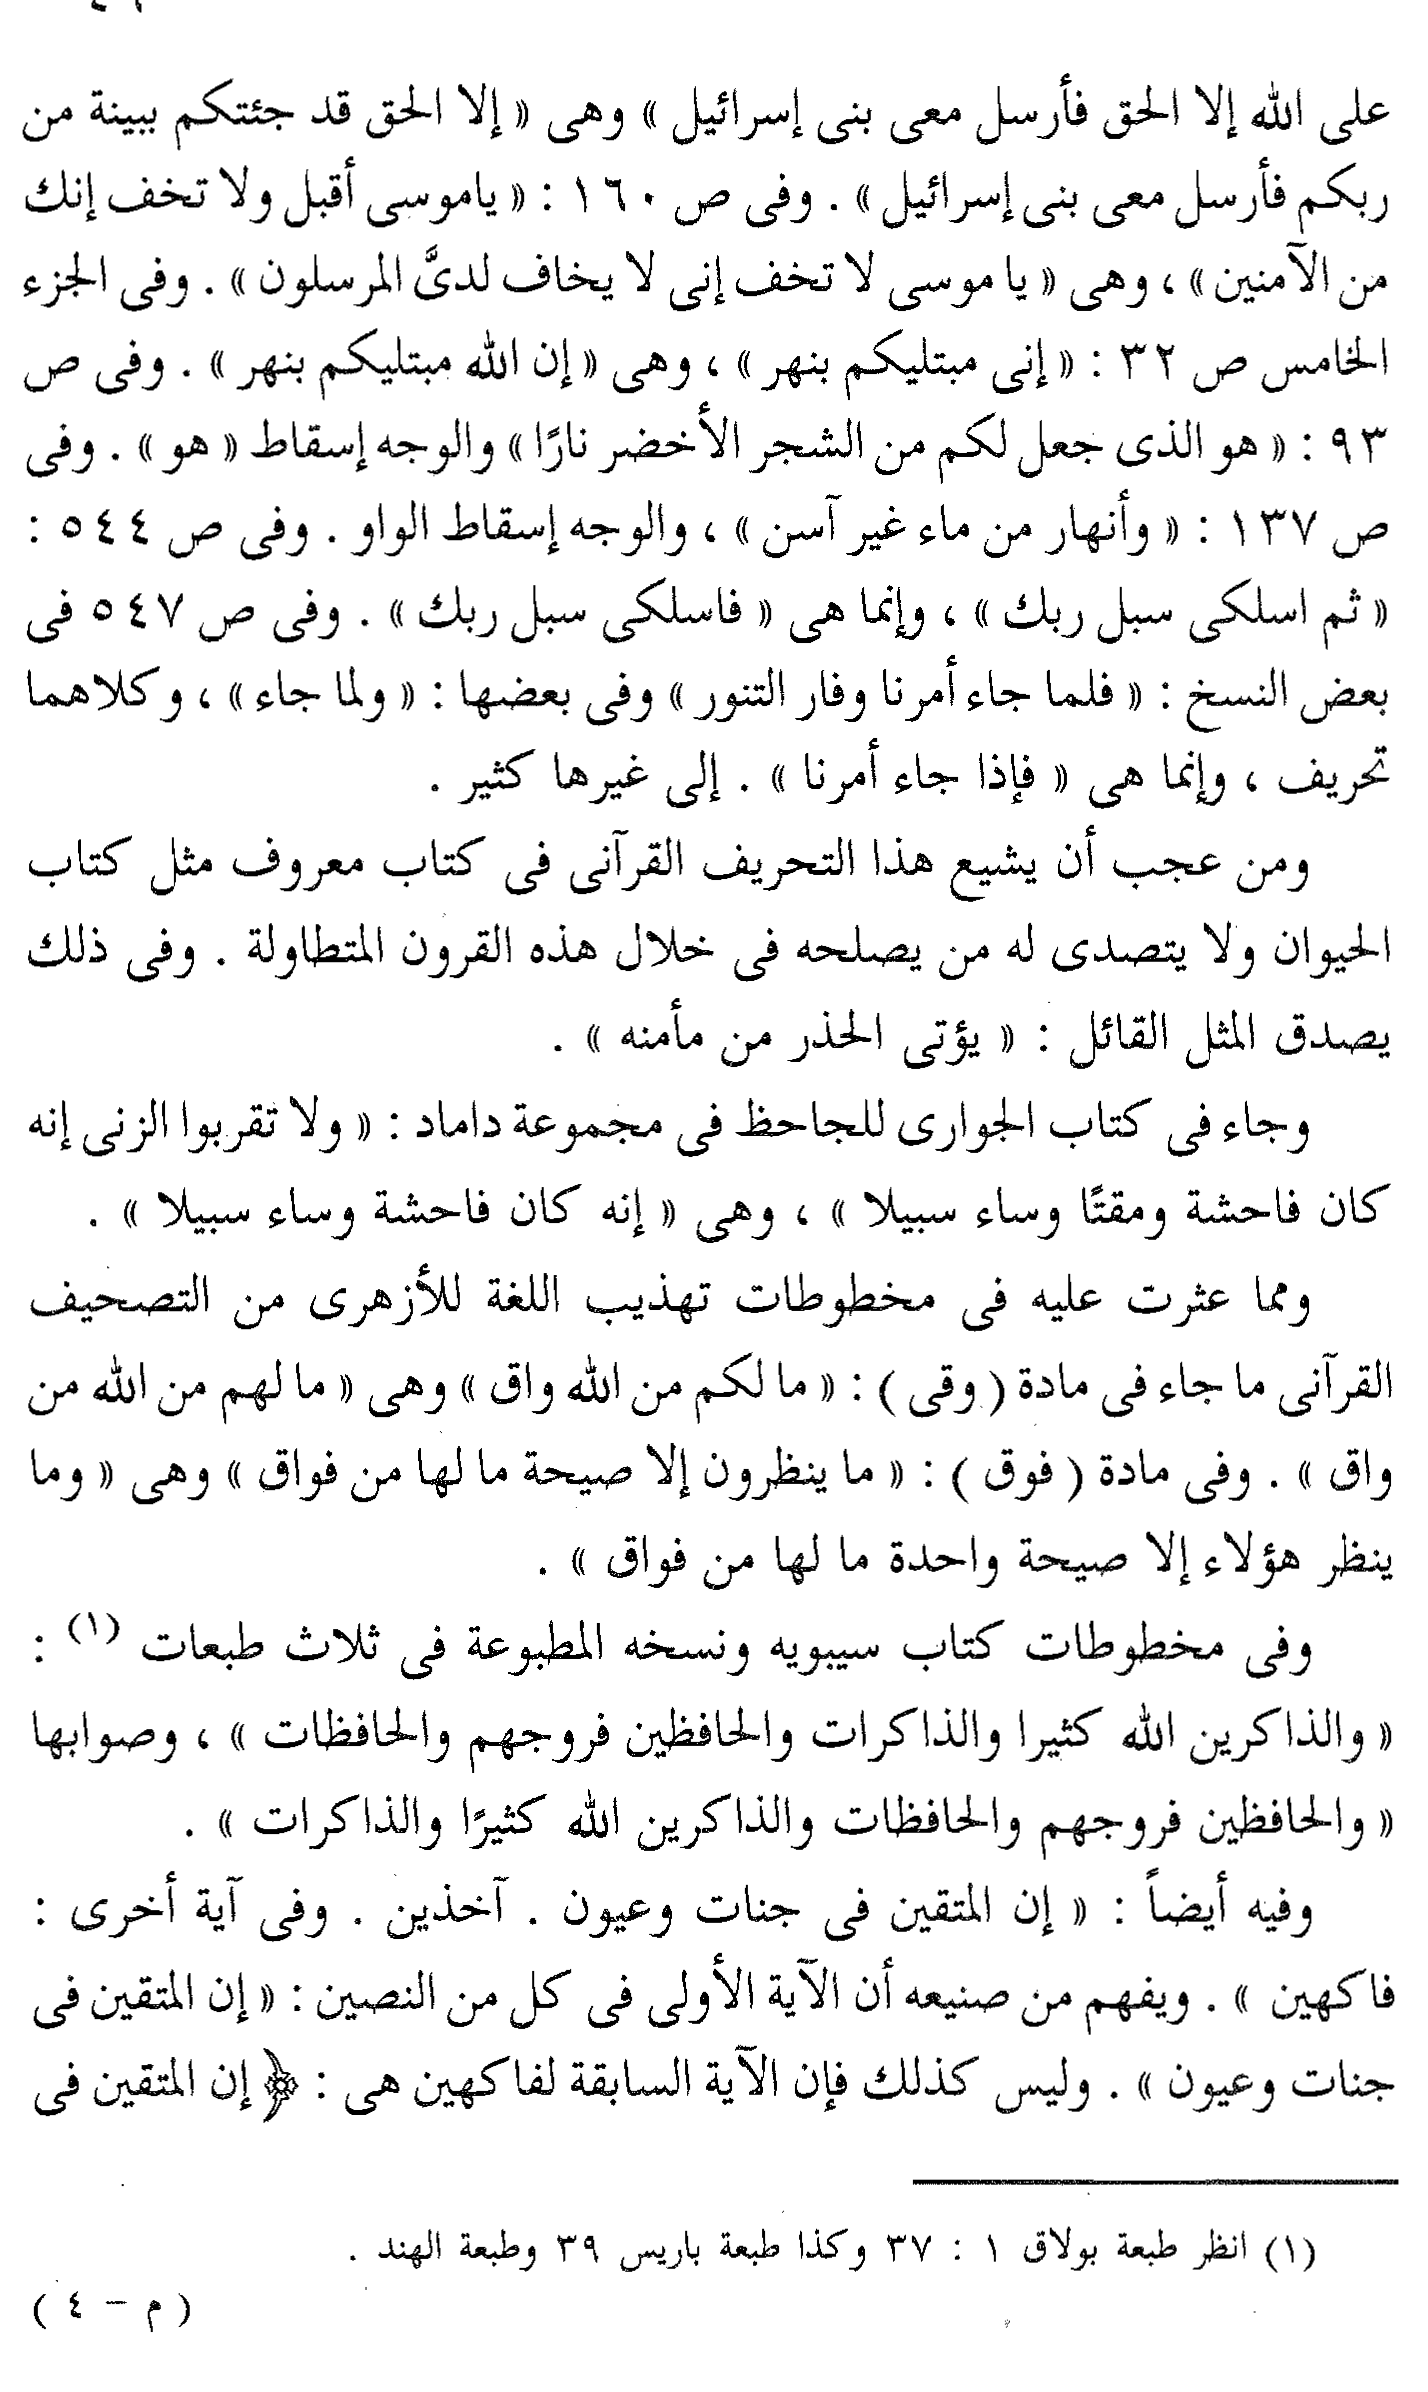 على الله إلا الحق فأرسل معى بنى إسرائيل » وهى « إلا الحق قد جئتكم ببينة من
ربكم فأرسل معى بنى إسرائيل » . وفى ص ١٦٠ : « ياموسى أقبل ولا تخف إنك
من الآمنين » ، وهى « يا موسى لا تخف إنى لا يخاف لدىَّ المرسلون » . وفى الجزء
الخامس ص ٣٢ : « إنى مبتليكم بنهر » ، وهى « إن الله مبتليكم بنهر » . وفى ص
٩٣ : « هو الذى جعل لكم من الشجر الأخضر نارًا » والوجه إسقاط « هو » . وفى
ص ١٣٧ : « وأنهار من ماء غير آسن » ، والوجه إسقاط الواو . وفى ص ٥٤٤ :
« ثم اسلكى سبل ربك » ، وإنما هى « فاسلكى سبل ربك » . وفى ص ٥٤٧ فى
بعض النسخ : « فلما جاء أمرنا وفار التنور » وفى بعضها : « ولما جاء » ، وكلاهما
تحريف ، وإنما هى « فإذا جاء أمرنا » . إلى غيرها كثير .
ومن عجب أن يشيع هذا التحريف القرآنى فى كتاب معروف مثل كتاب
الحيوان ولا يتصدى له من يصلحه فى خلال هذه القرون المتطاولة . وفى ذلك
يصدق المثل القائل : « يؤتى الحذر من مأمنه » .
وجاء فى كتاب الجوارى للجاحظ فى مجموعة داماد : « ولا تقربوا الزنى إنه
كان فاحشة ومقتًا وساء سبيلا » ، وهى « إنه كان فاحشة وساء سبيلا » .
ومما عثرت عليه فى مخطوطات تهذيب اللغة للأزهرى من التصحيف
القرآنى ما جاء فى مادة ( وقى ) : « ما لكم من الله واق » وهى « ما لهم من الله من
واق » . وفى مادة ( فوق ) : « ما ينظرون إلا صيحة ما لها من فواق » وهى « وما
ينظر هؤلاء إلا صيحة واحدة ما لها من فواق » .
وفى مخطوطات كتاب سيبويه ونسخه المطبوعة فى ثلاث طبعات (١) :
« والذاكرين الله كثيرا والذاكرات والحافظين فروجهم والحافظات » ، وصوابها
« والحافظين فروجهم والحافظات والذاكرين الله كثيرًا والذاكرات » .
وفيه أيضاً : « إن المتقين فى جنات وعيون . آخذين . وفى آية أخرى :
فاكهين » . ويفهم من صنيعه أن الآية الأولى فى كل من النصين : « إن المتقين فى
جنات وعيون » . وليس كذلك فإن الآية السابقة لفاكهين هى : ﴿ إن المتقين فى
(١) انظر طبعة بولاق ١ : ٣٧ وكذا طبعة باريس ٣٩ وطبعة الهند .
( م – ٤ )